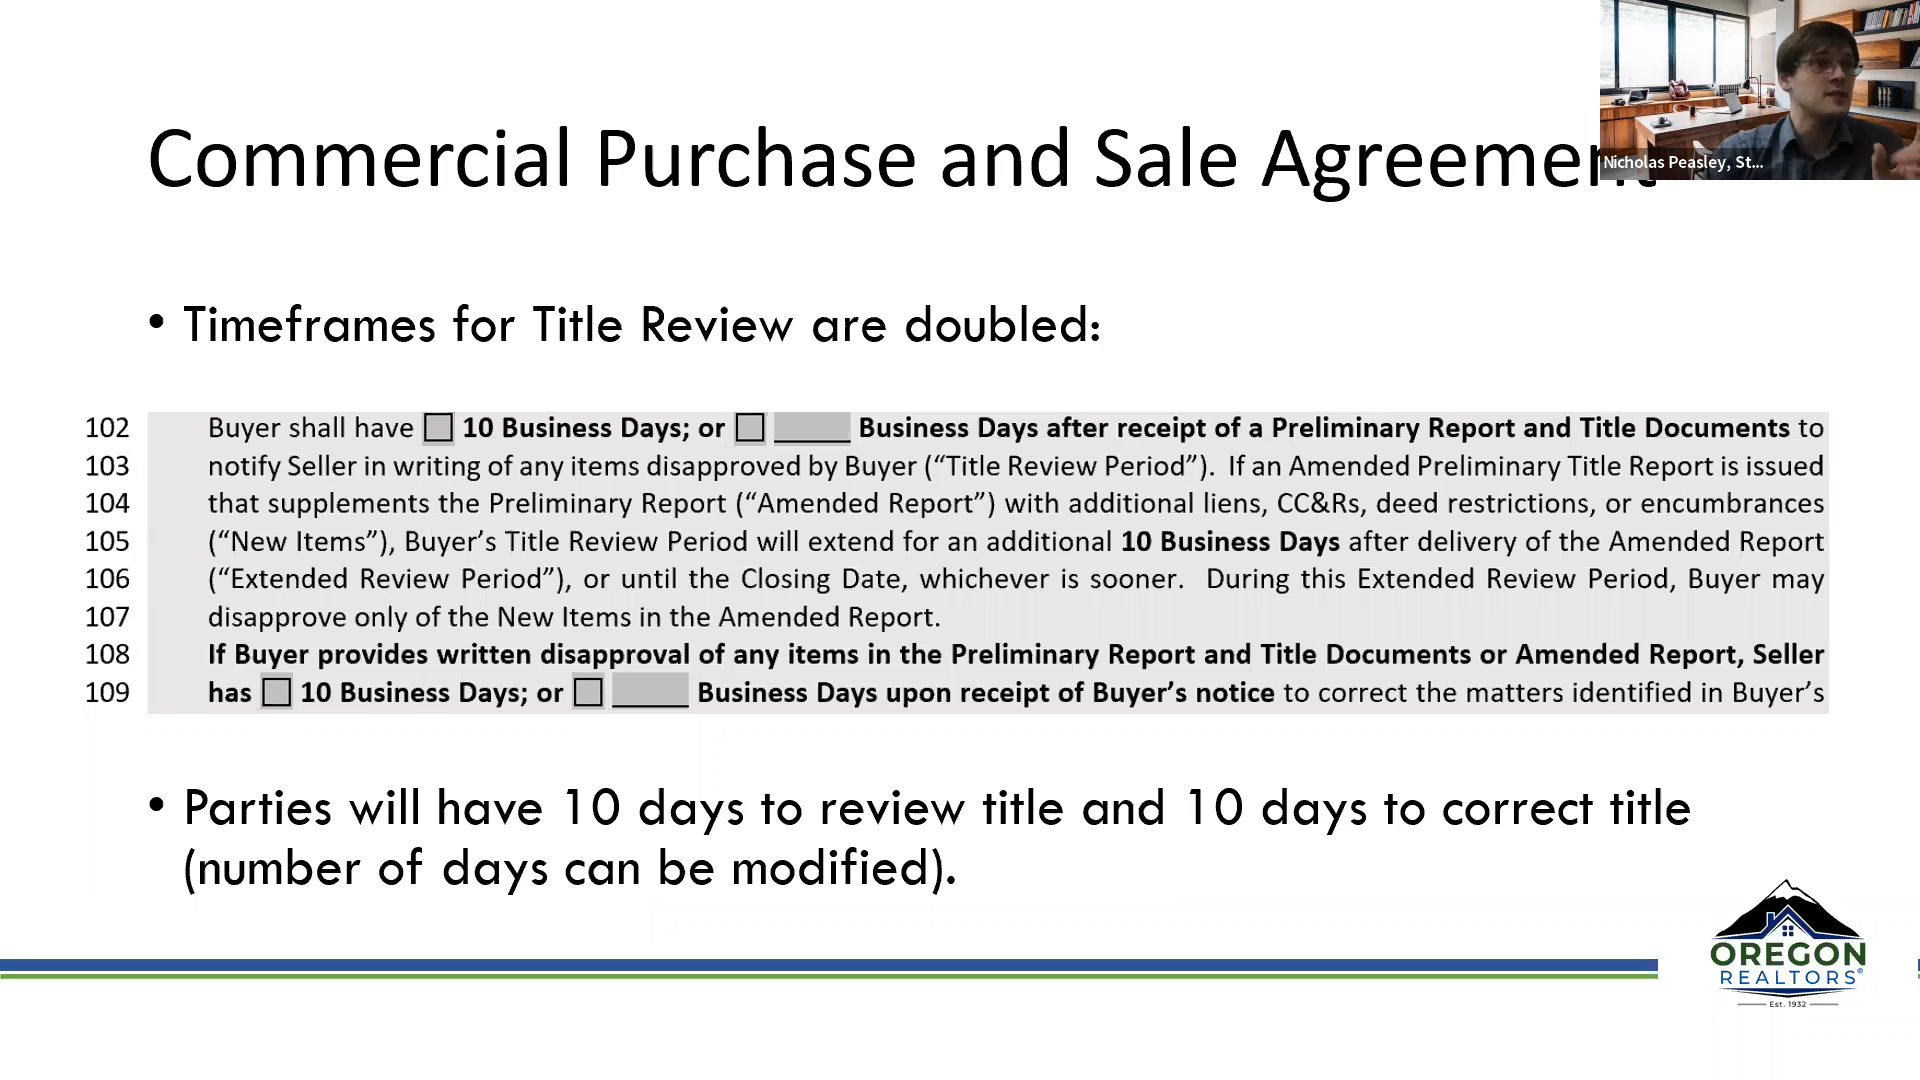 Commercial Purchase and Sale Agreement
Nicholas Peasley, St...
• Timeframes for Title Review are doubled:
102 Buyer shall have 10 Business Days; or Business Days after receipt of a Preliminary Report and Title Documents to
103 notify Seller in writing of any items disapproved by Buyer (“Title Review Period”). If an Amended Preliminary Title Report is issued
104 that supplements the Preliminary Report (“Amended Report”) with additional liens, CC&Rs, deed restrictions, or encumbrances
105 (“New Items”), Buyer’s Title Review Period will extend for an additional 10 Business Days after delivery of the Amended Report
106 (“Extended Review Period”), or until the Closing Date, whichever is sooner. During this Extended Review Period, Buyer may
107 disapprove only of the New Items in the Amended Report.
108 If Buyer provides written disapproval of any items in the Preliminary Report and Title Documents or Amended Report, Seller
109 has 10 Business Days; or Business Days upon receipt of Buyer’s notice to correct the matters identified in Buyer’s
• Parties will have 10 days to review title and 10 days to correct title
(number of days can be modified).
OREGON
REALTORS®
Est. 1932